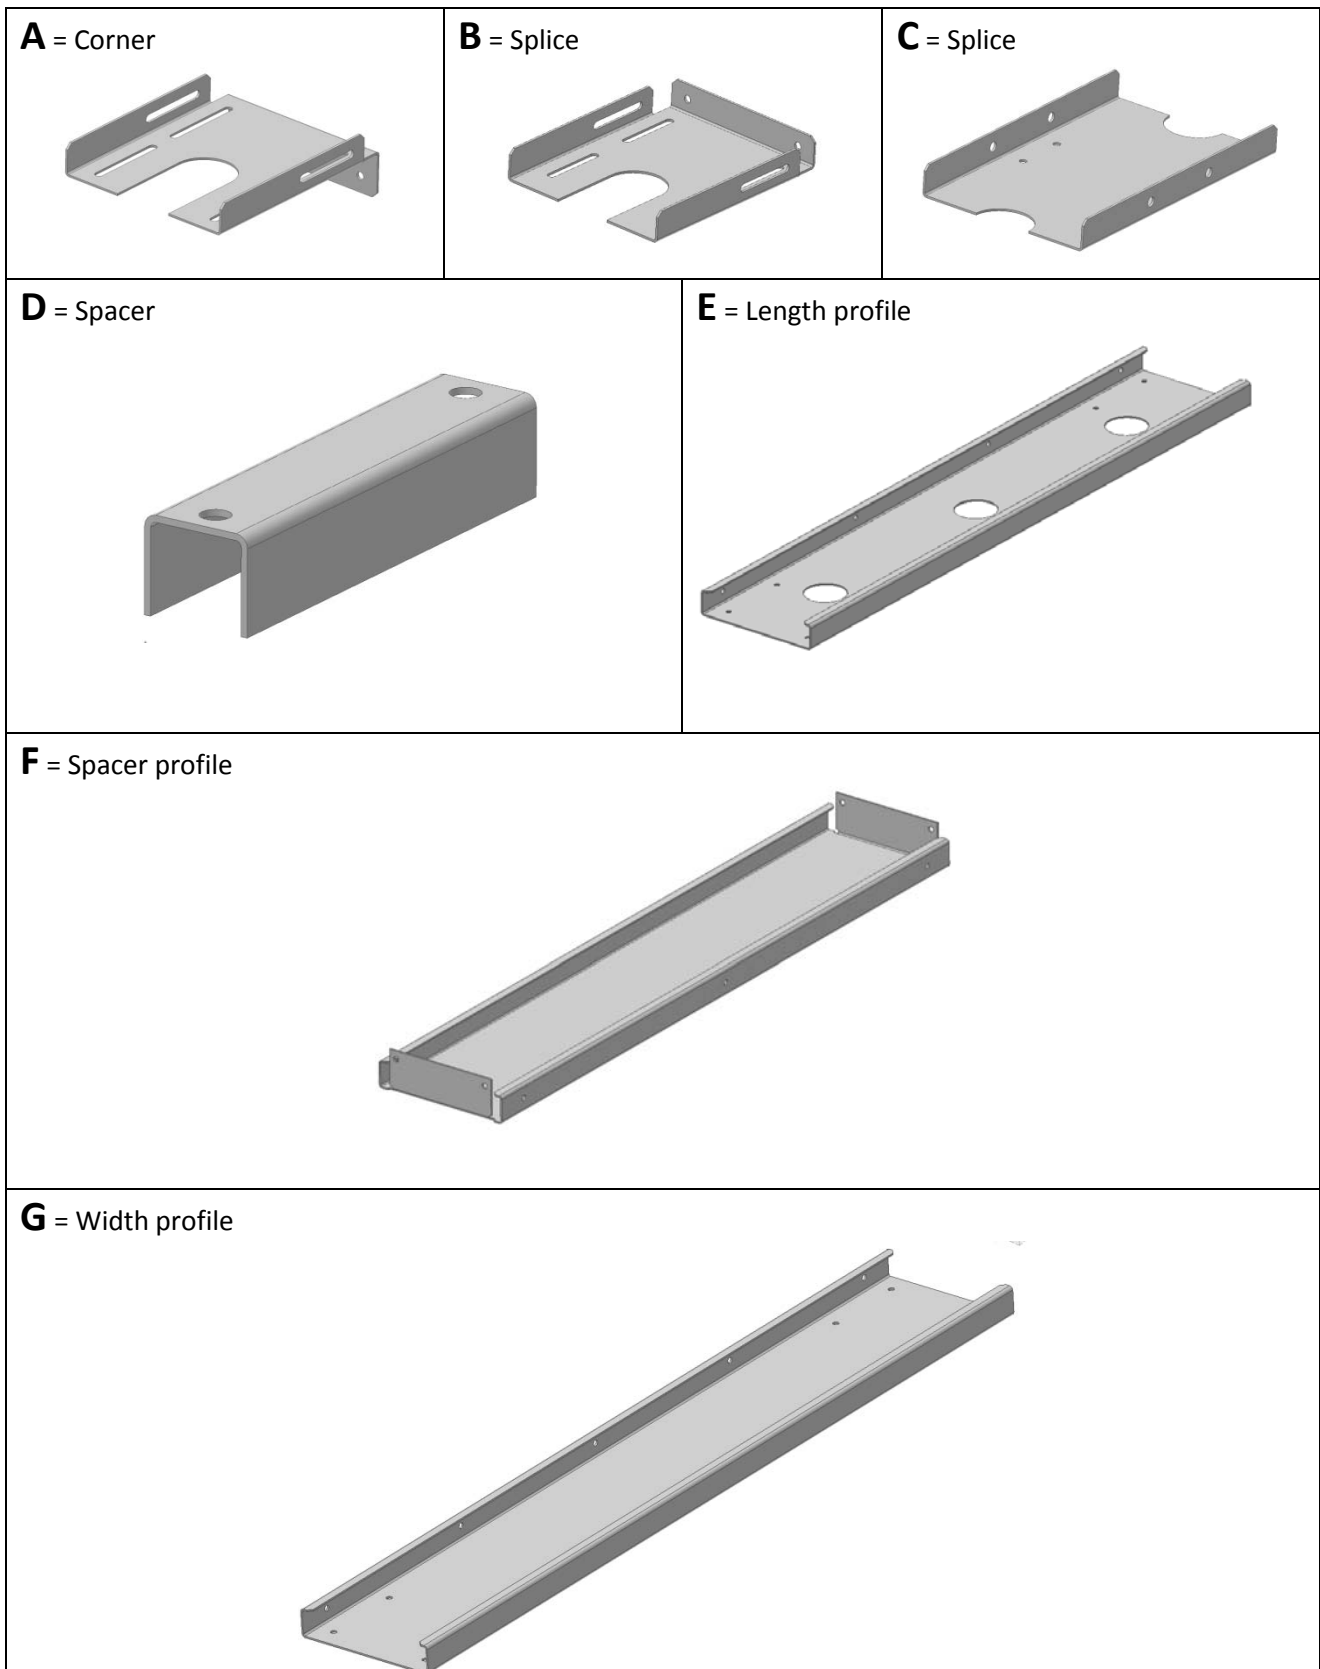 A = Corner
B = Splice
C = Splice
D = Spacer
E = Length profile
F = Spacer profile
G = Width profile